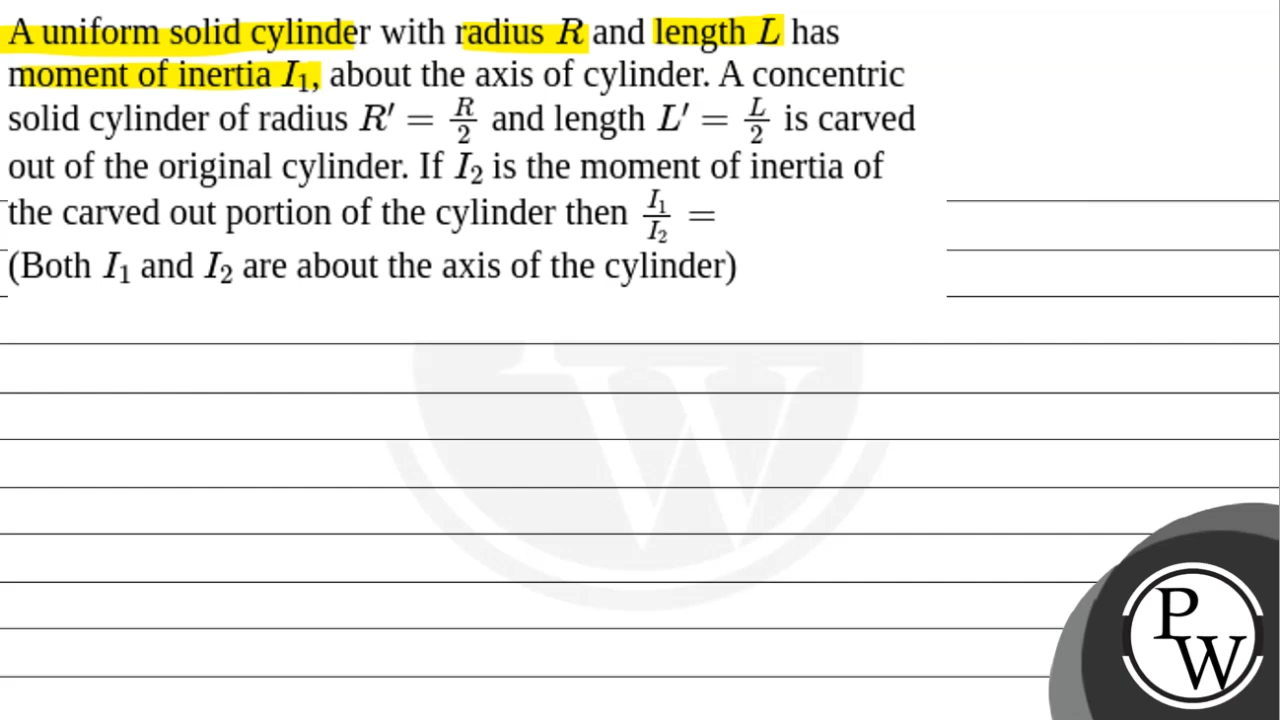 A uniform solid cylinder with radius R and length L has
moment of inertia I₁, about the axis of cylinder. A concentric
solid cylinder of radius R′ = R/2 and length L′ = L/2 is carved
out of the original cylinder. If I₂ is the moment of inertia of
the carved out portion of the cylinder then I₁/I₂ =
(Both I₁ and I₂ are about the axis of the cylinder)
W
P
W